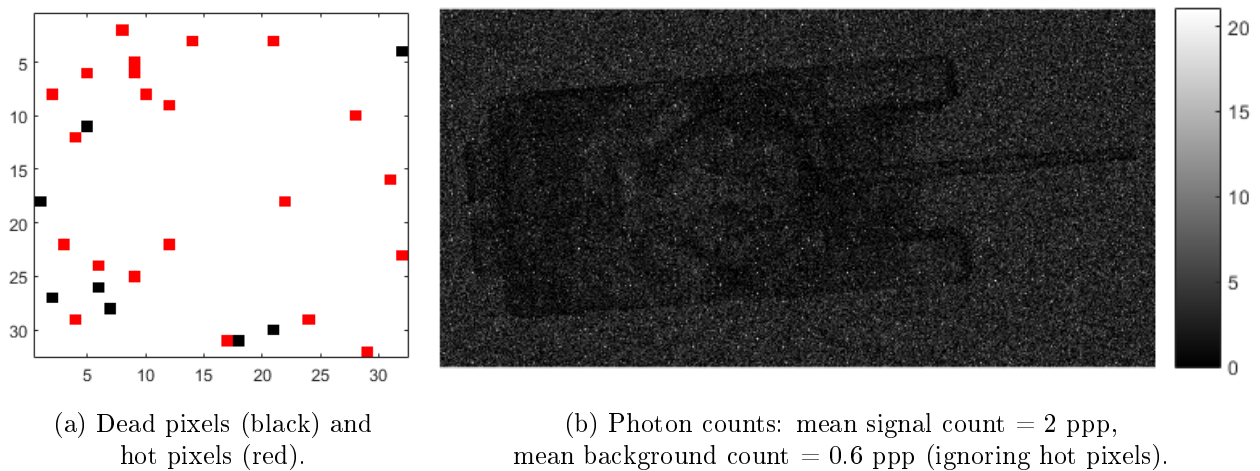 5
10
15
20
25
30
5 10 15 20 25 30
20
15
10
5
0
(a) Dead pixels (black) and
hot pixels (red).
(b) Photon counts: mean signal count = 2 ppp,
mean background count = 0.6 ppp (ignoring hot pixels).